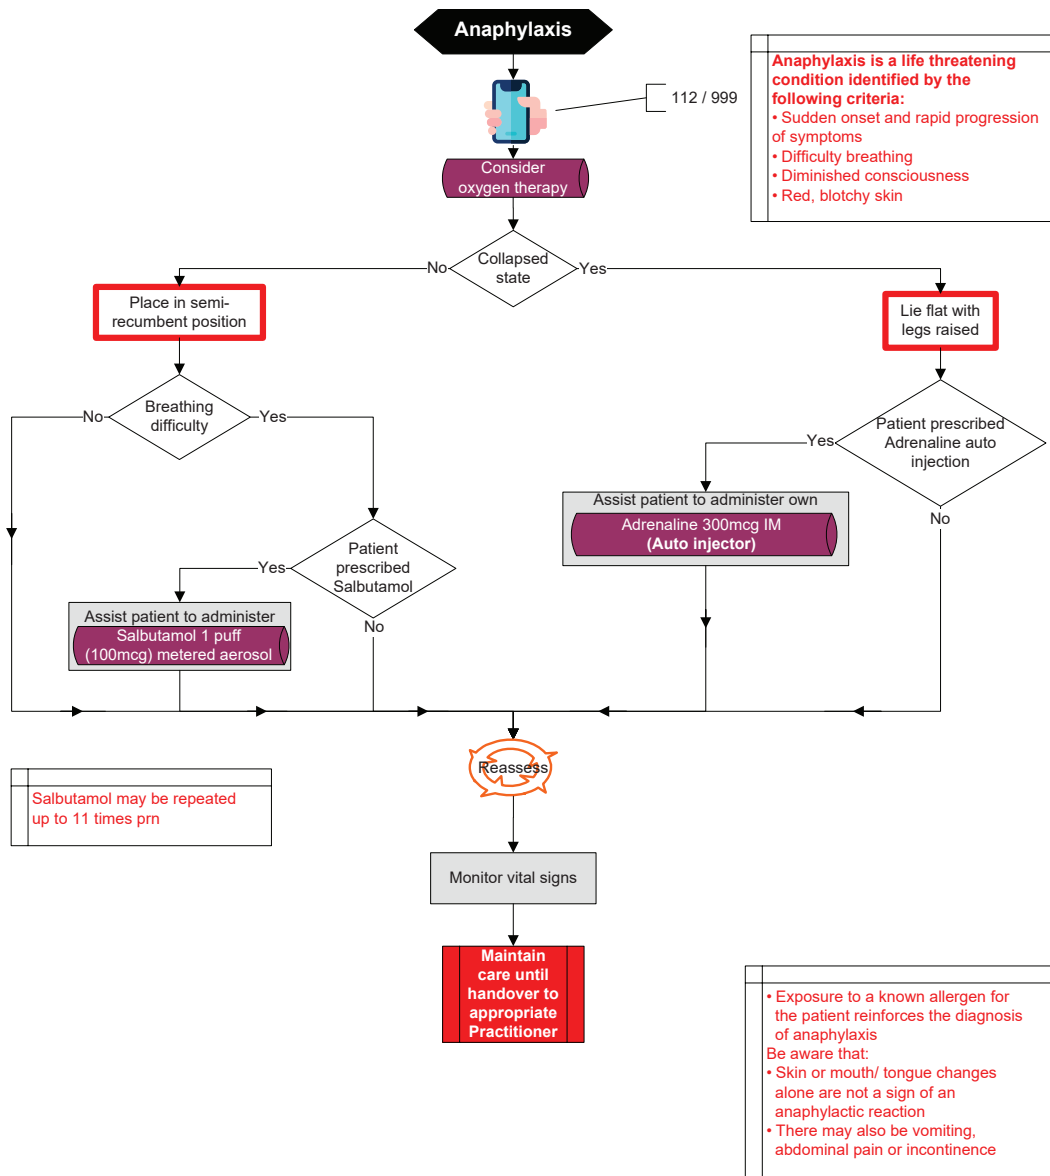 Anaphylaxis
112 / 999
Anaphylaxis is a life threatening
condition identified by the
following criteria:
• Sudden onset and rapid progression
of symptoms
• Difficulty breathing
• Diminished consciousness
• Red, blotchy skin
Consider
oxygen therapy
Collapsed
state
No
Yes
Place in semi-
recumbent position
Lie flat with
legs raised
Breathing
difficulty
No
Yes
Patient prescribed
Adrenaline auto
injection
Yes
No
Assist patient to administer own
Adrenaline 300mcg IM
(Auto injector)
Patient
prescribed
Salbutamol
Yes
No
Assist patient to administer
Salbutamol 1 puff
(100mcg) metered aerosol
Reassess
Salbutamol may be repeated
up to 11 times prn
Monitor vital signs
Maintain
care until
handover to
appropriate
Practitioner
• Exposure to a known allergen for
the patient reinforces the diagnosis
of anaphylaxis
Be aware that:
• Skin or mouth/ tongue changes
alone are not a sign of an
anaphylactic reaction
• There may also be vomiting,
abdominal pain or incontinence